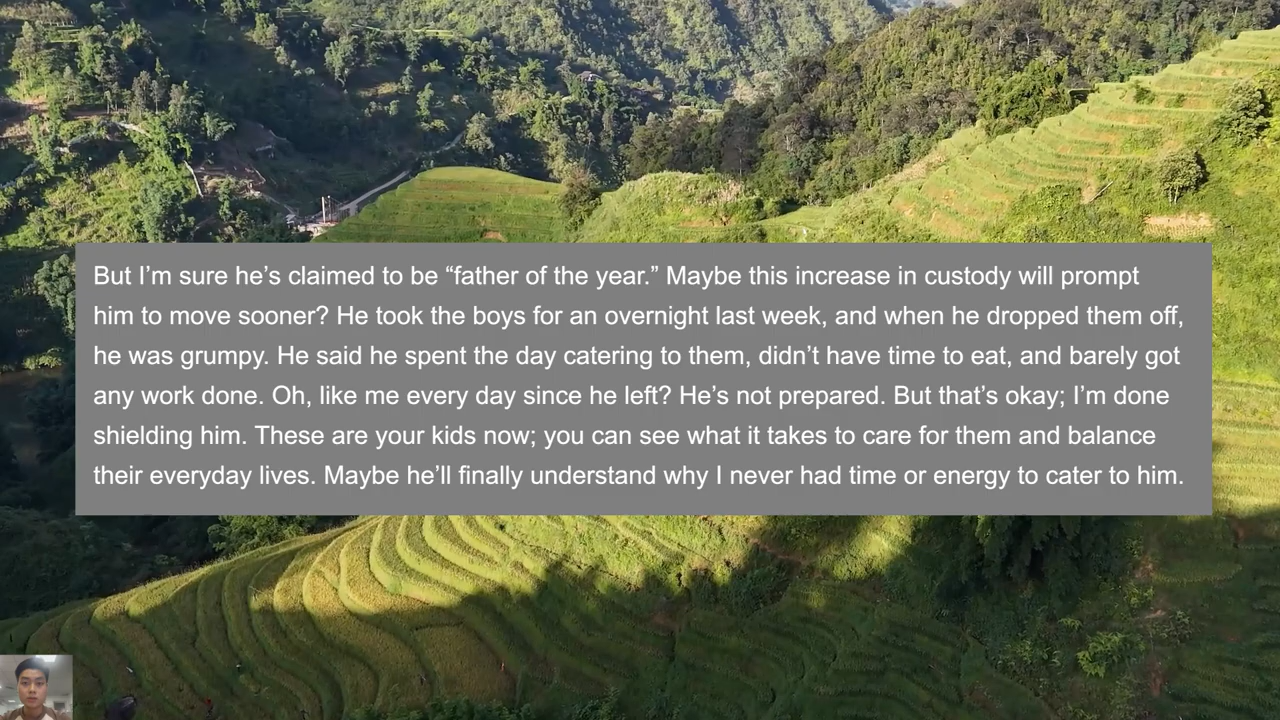 But I’m sure he’s claimed to be “father of the year.” Maybe this increase in custody will prompt
him to move sooner? He took the boys for an overnight last week, and when he dropped them off,
he was grumpy. He said he spent the day catering to them, didn’t have time to eat, and barely got
any work done. Oh, like me every day since he left? He’s not prepared. But that’s okay; I’m done
shielding him. These are your kids now; you can see what it takes to care for them and balance
their everyday lives. Maybe he’ll finally understand why I never had time or energy to cater to him.